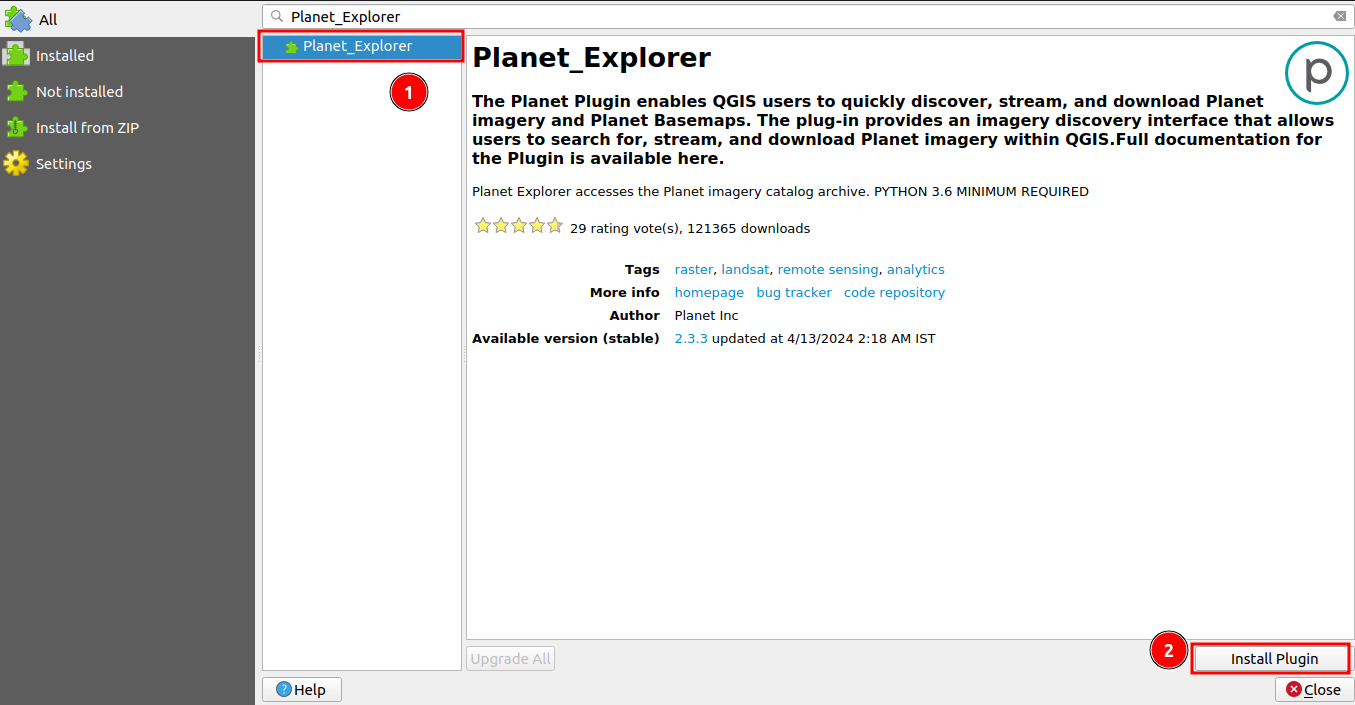 All
Planet_Explorer
Installed
Not installed
Install from ZIP
Settings
Planet_Explorer
1
Planet_Explorer
p
The Planet Plugin enables QGIS users to quickly discover, stream, and download Planet
imagery and Planet Basemaps. The plug-in provides an imagery discovery interface that allows
users to search for, stream, and download Planet imagery within QGIS.Full documentation for
the Plugin is available here.
Planet Explorer accesses the Planet imagery catalog archive. PYTHON 3.6 MINIMUM REQUIRED
29 rating vote(s), 121365 downloads
Tags raster, landsat, remote sensing, analytics
More info homepage bug tracker code repository
Author Planet Inc
Available version (stable) 2.3.3 updated at 4/13/2024 2:18 AM IST
Upgrade All
2
Install Plugin
? Help
Close